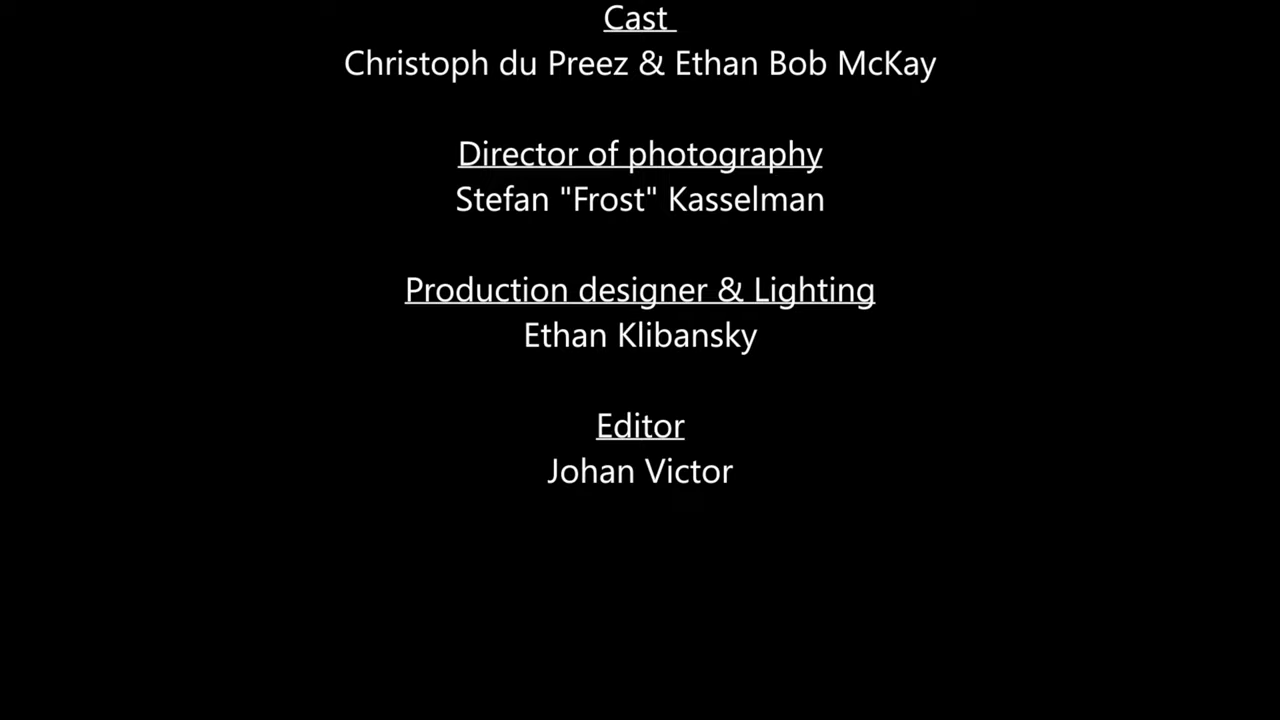 Cast
Christoph du Preez & Ethan Bob McKay
Director of photography
Stefan "Frost" Kasselman
Production designer & Lighting
Ethan Klibansky
Editor
Johan Victor